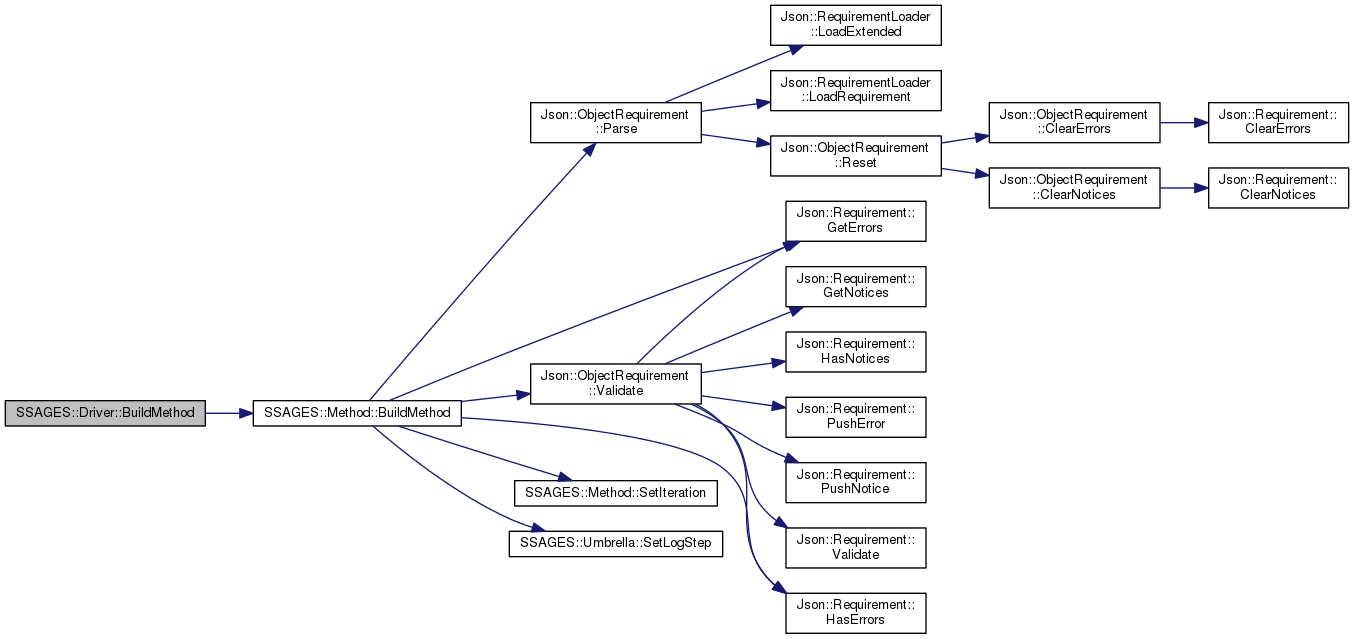 Json::RequirementLoader
::LoadExtended
Json::RequirementLoader
::LoadRequirement
Json::ObjectRequirement
::Parse
Json::ObjectRequirement
::ClearErrors
Json::Requirement::
ClearErrors
Json::ObjectRequirement
::Reset
Json::ObjectRequirement
::ClearNotices
Json::Requirement::
ClearNotices
Json::Requirement::
GetErrors
Json::Requirement::
GetNotices
Json::Requirement::
HasNotices
Json::ObjectRequirement
::Validate
SSAGES::Driver::BuildMethod
SSAGES::Method::BuildMethod
Json::Requirement::
PushError
Json::Requirement::
PushNotice
SSAGES::Method::SetIteration
SSAGES::Umbrella::SetLogStep
Json::Requirement::
Validate
Json::Requirement::
HasErrors